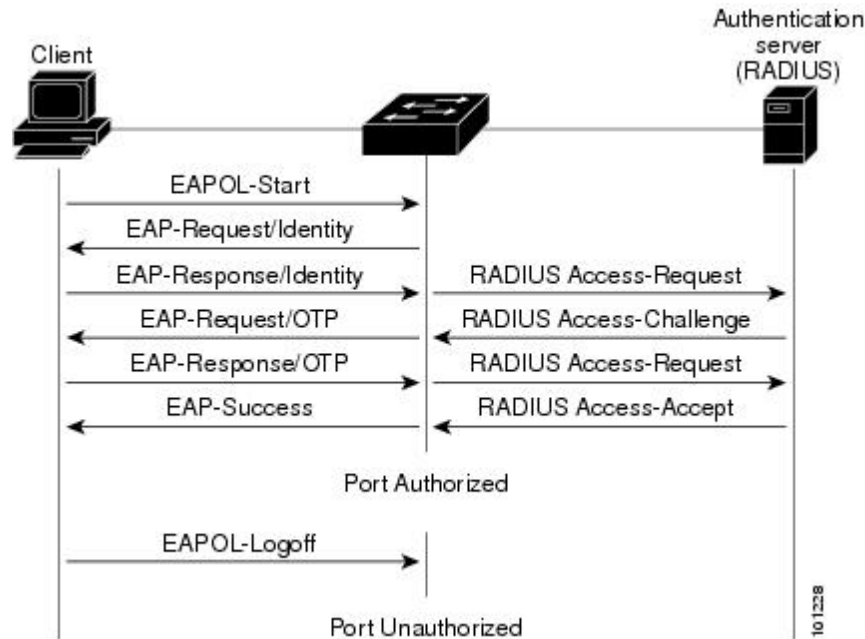 Authentication
server
(RADIUS)
Client
EAPOL-Start
EAP-Request/Identity
EAP-Response/Identity
RADIUS Access-Request
EAP-Request/OTP
RADIUS Access-Challenge
EAP-Response/OTP
RADIUS Access-Request
EAP-Success
RADIUS Access-Accept
Port Authorized
EAPOL-Logoff
Port Unauthorized
101228